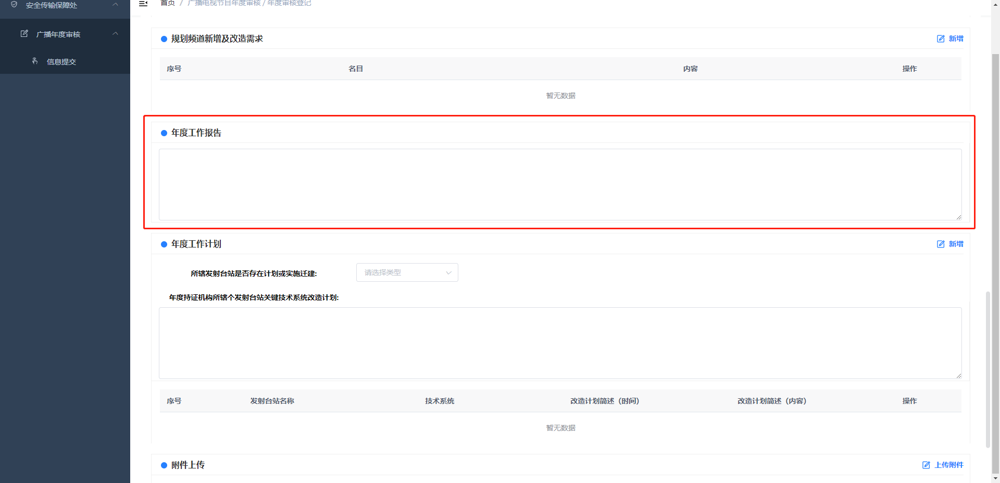 安全传输保障处
广播年度审核
信息提交
首页 / 广播电视节目年度审核 / 年度审核登记
规划频道新增及改造需求 新增
序号 名目 内容 操作
暂无数据
年度工作报告
年度工作计划 新增
所辖发射台站是否存在计划或实施迁建: 请选择类型
年度持证机构所辖个发射台站关键技术系统改造计划:
序号 发射台站名称 技术系统 改造计划简述（时间） 改造计划简述（内容） 操作
暂无数据
附件上传 上传附件